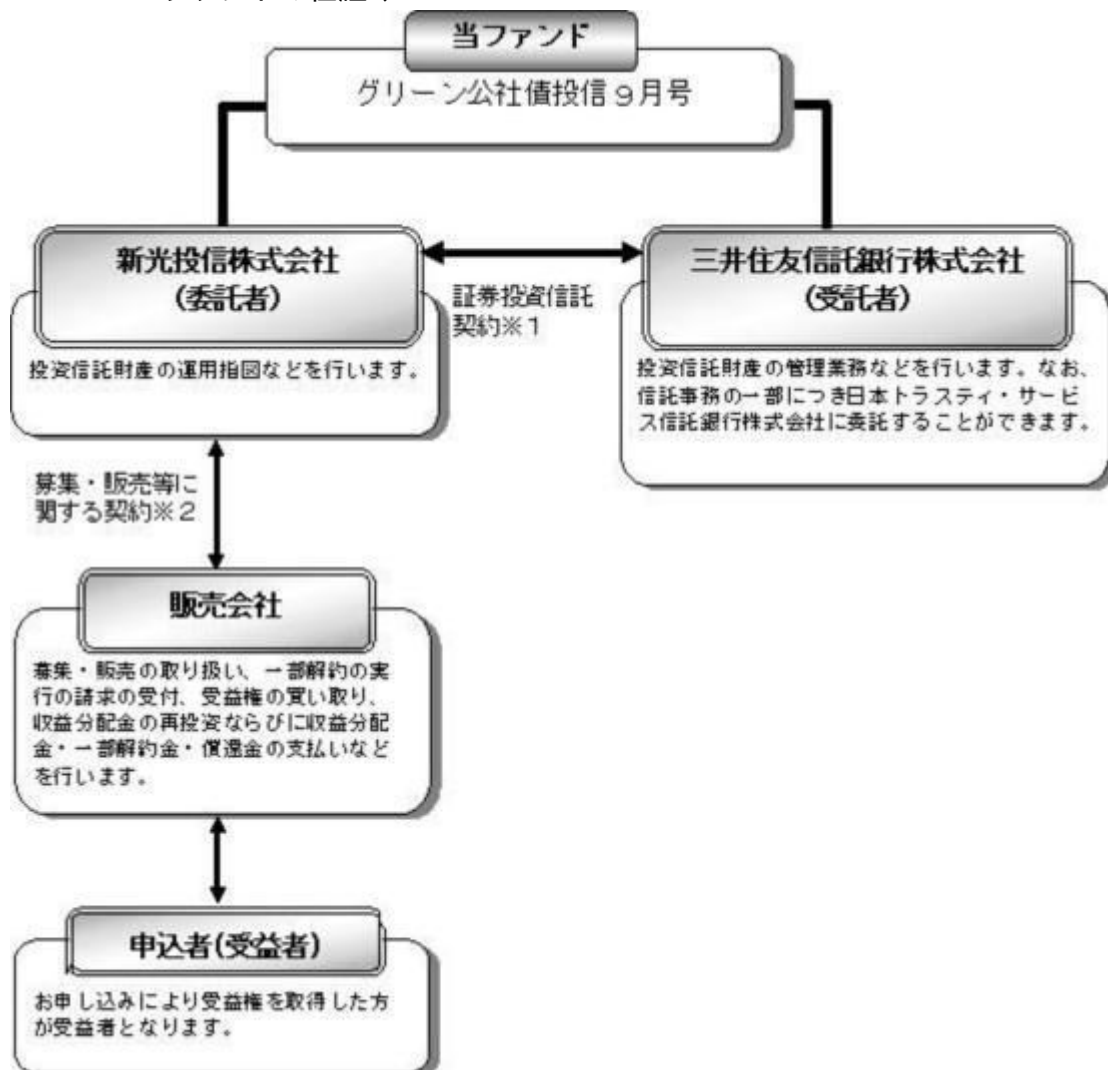 当ファンド
グリーン公社債投信9月号
新光投信株式会社
(委託者)
投資信託財産の運用指図などを行います。
証券投資信託
契約※1
三井住友信託銀行株式会社
(受託者)
投資信託財産の管理業務などを行います。なお、
信託事務の一部につき日本トラスティ・サービ
ス信託銀行株式会社に委託することができます。
募集・販売等に
関する契約※2
販売会社
募集・販売の取り扱い、一部解約の実
行の請求の受付、受益権の買い取り、
収益分配金の再投資ならびに収益分配
金・一部解約金・償還金の支払いなど
を行います。
申込者(受益者)
お申し込みにより受益権を取得した方
が受益者となります。